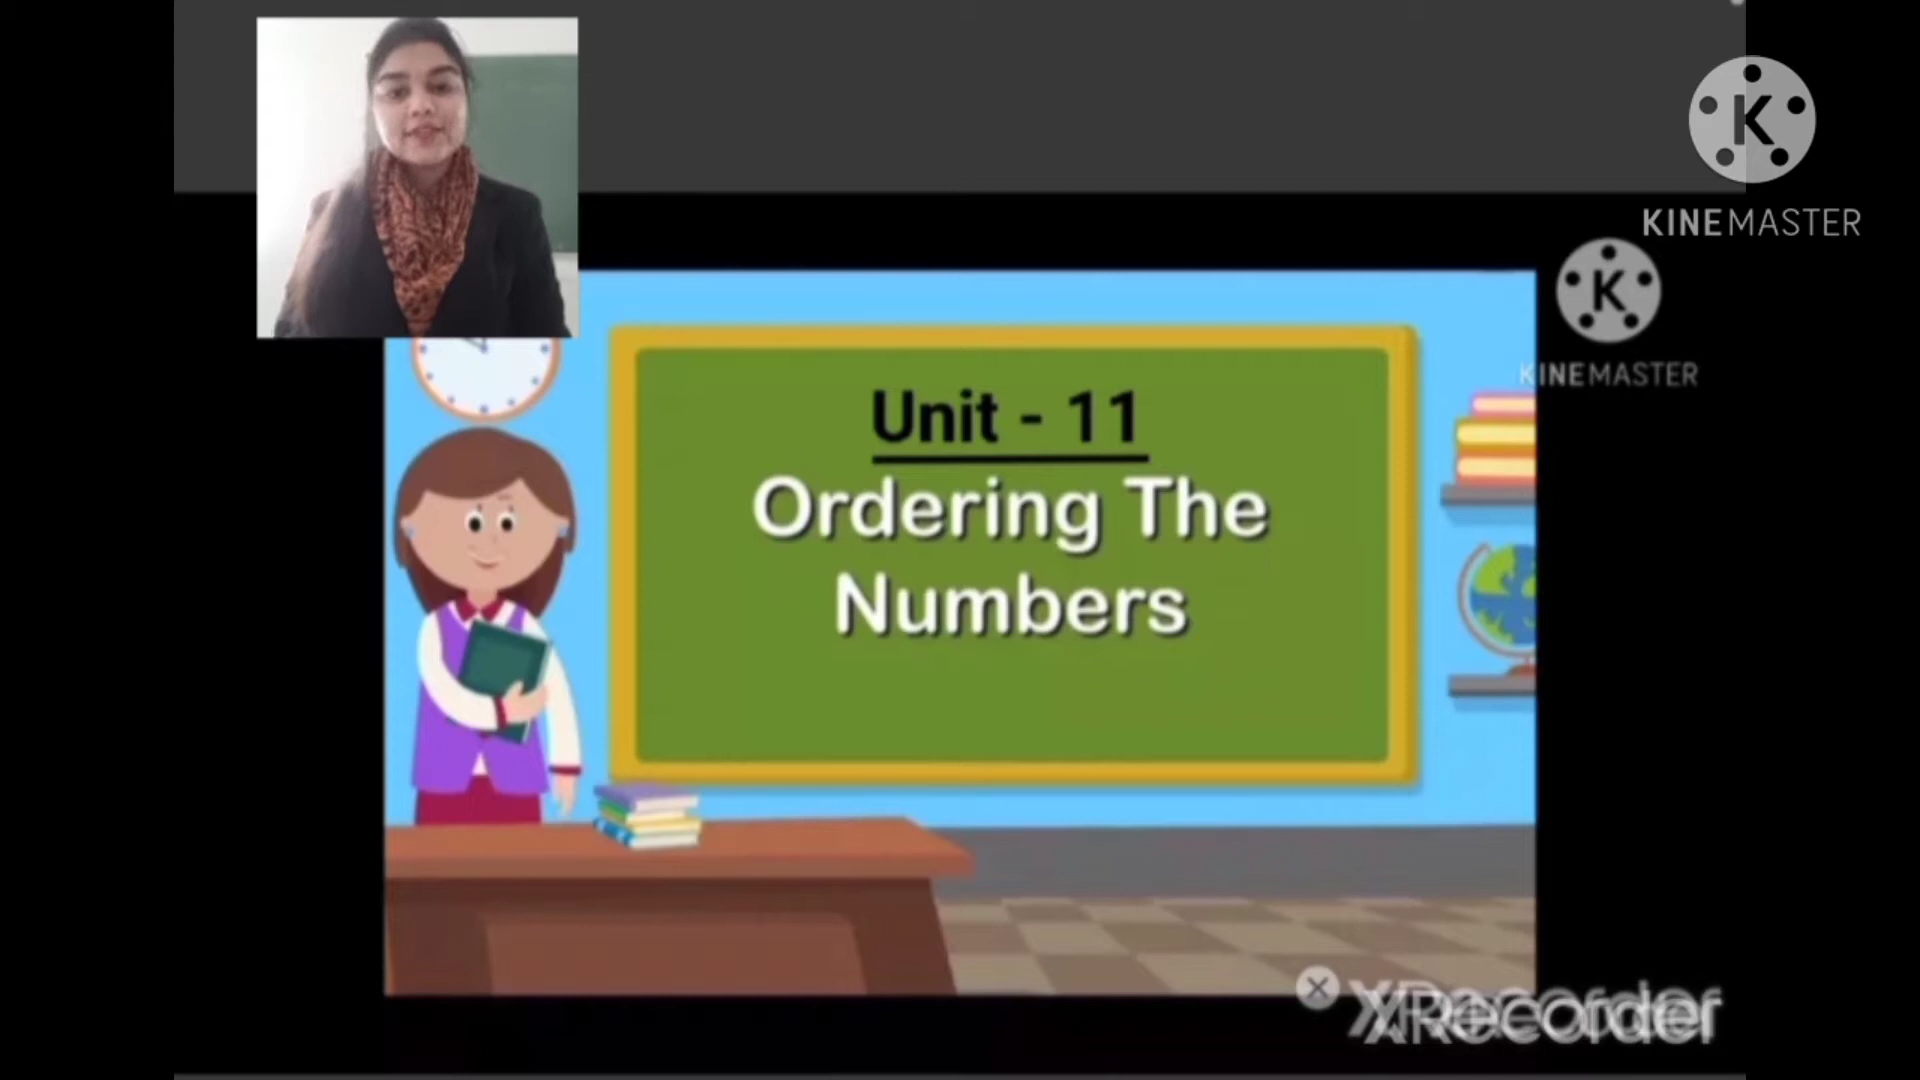 K
KINEMASTER
K
KINEMASTER
Unit - 11
Ordering The
Numbers
XRecorder